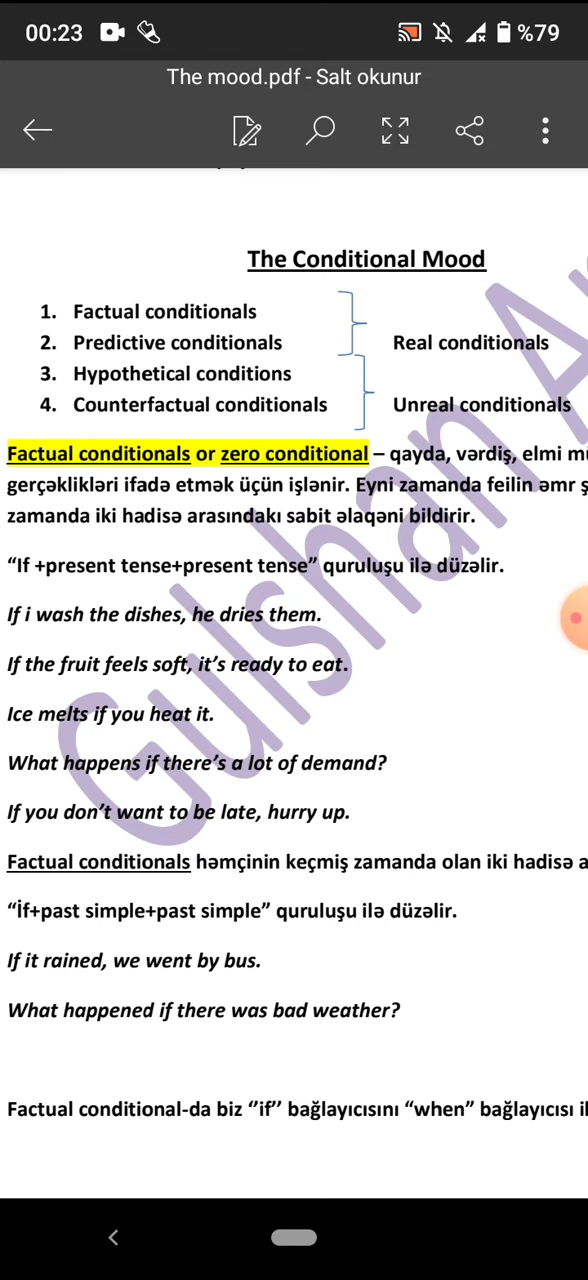 00:23 %79
The mood.pdf - Salt okunur
The Conditional Mood
1. Factual conditionals
2. Predictive conditionals Real conditionals
3. Hypothetical conditions
4. Counterfactual conditionals Unreal conditionals
Factual conditionals or zero conditional – qayda, vərdiş, elmi
gerçəklikləri ifadə etmək üçün işlənir. Eyni zamanda feilin əmr
zamanda iki hadisə arasındakı sabit əlaqəni bildirir.
“If +present tense+present tense” quruluşu ilə düzəlir.
If i wash the dishes, he dries them.
If the fruit feels soft, it’s ready to eat.
Ice melts if you heat it.
What happens if there’s a lot of demand?
If you don’t want to be late, hurry up.
Factual conditionals həmçinin keçmiş zamanda olan iki hadisə
“İf+past simple+past simple” quruluşu ilə düzəlir.
If it rained, we went by bus.
What happened if there was bad weather?
Factual conditional-da biz ‘’if’’ bağlayıcısını “when” bağlayıcısı
Gulshan